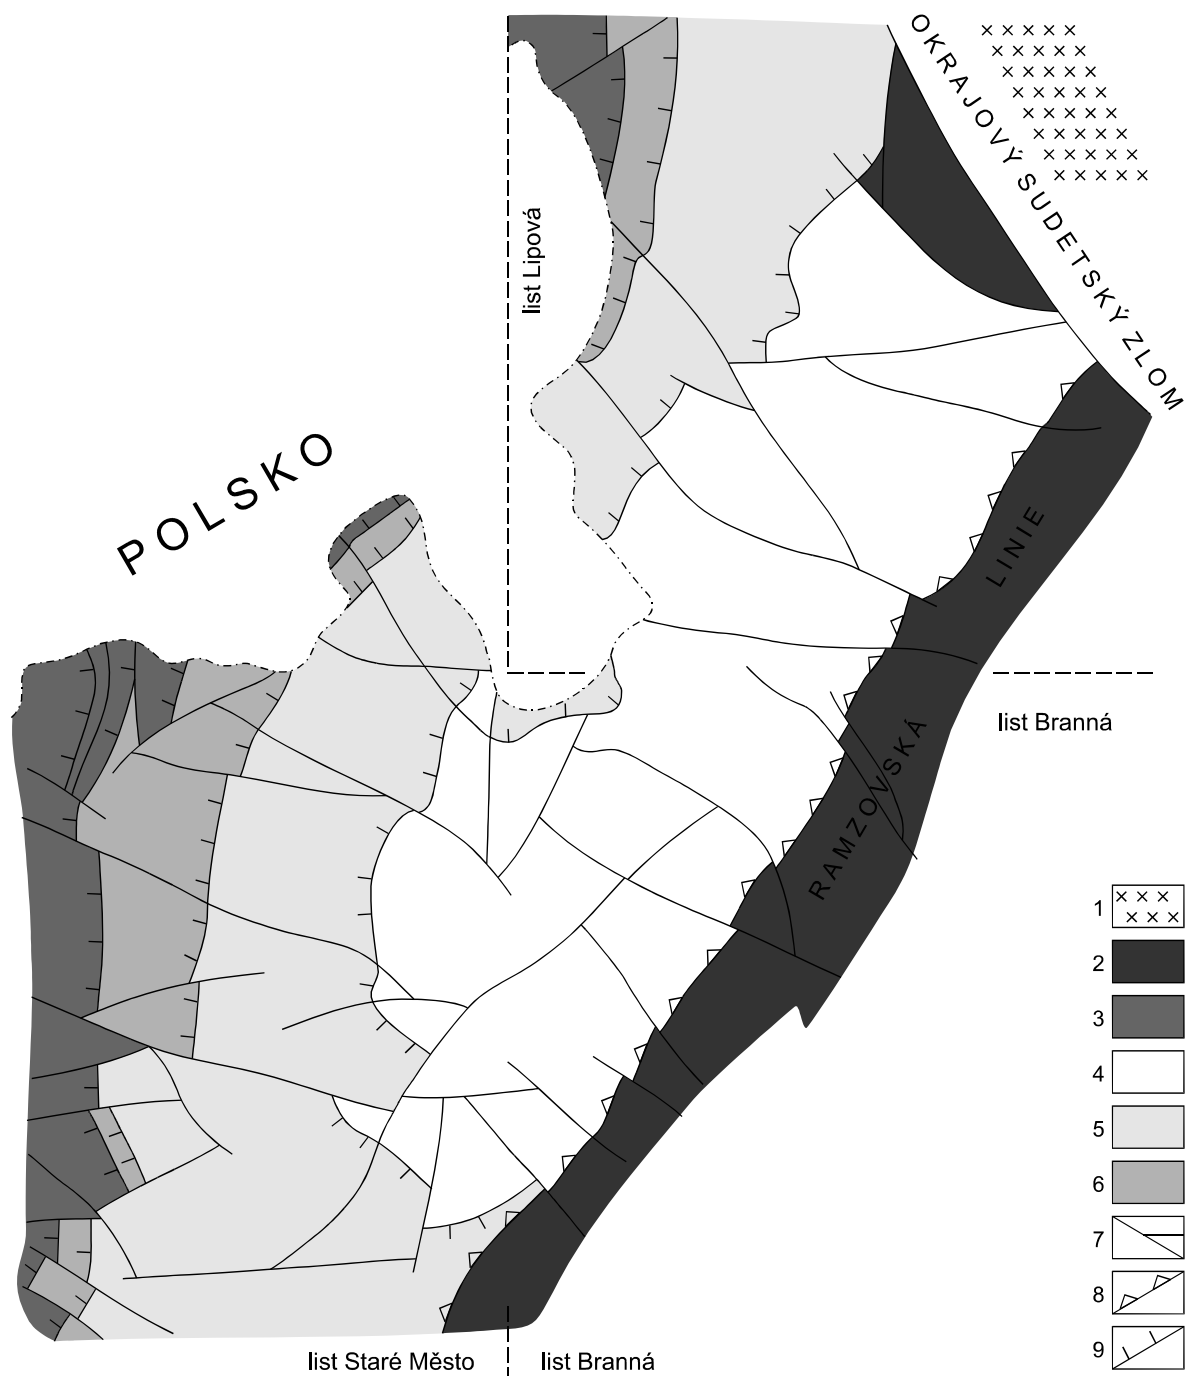 OKRAJOVÝ SUDETSKÝ ZLOM
list Lipová
POLSKO
RAMZOVSKÁ LINIE
list Branná
1
2
3
4
5
6
7
8
9
list Staré Město
list Branná